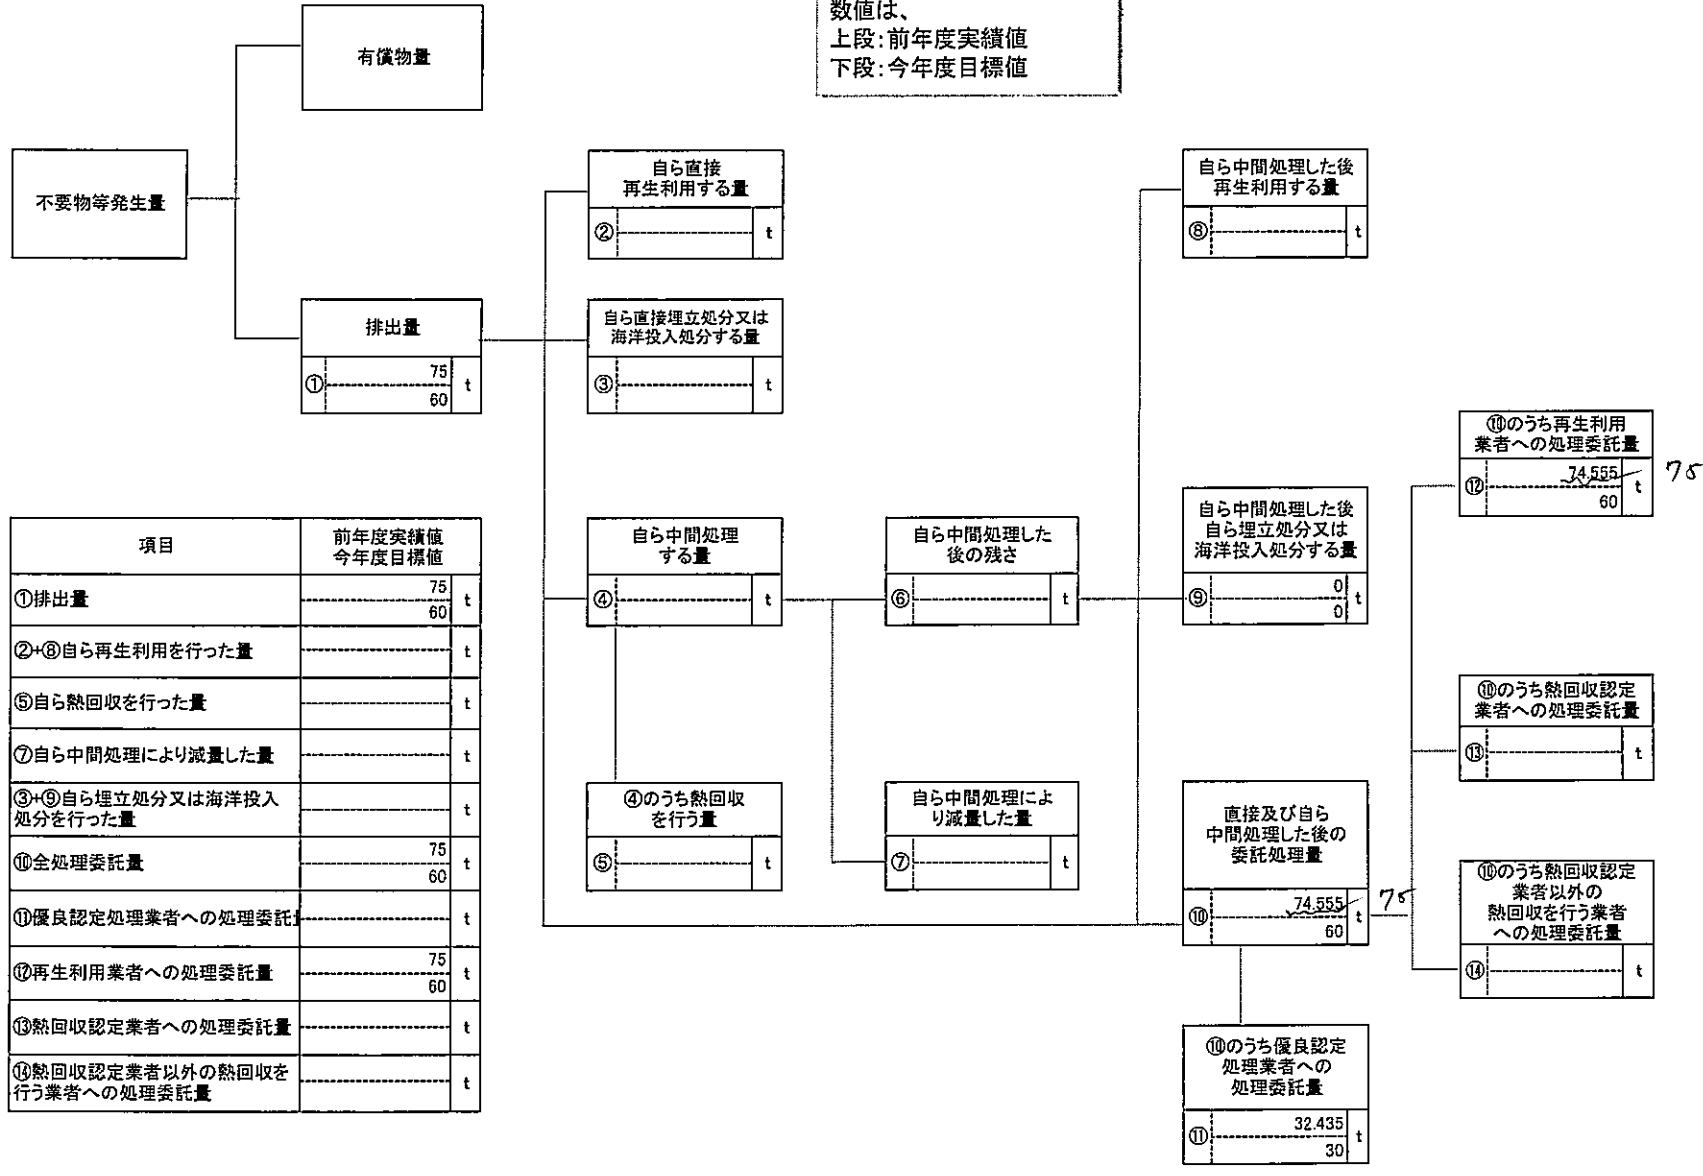 数値は、
上段:前年度実績値
下段:今年度目標値
有償物量
不要物等発生量
排出量
① 75 t
60
自ら直接
再生利用する量
② t
自ら直接埋立処分又は
海洋投入処分する量
③ t
自ら中間処理
する量
④ t
④のうち熱回収
を行う量
⑤ t
自ら中間処理した
後の残さ
⑥ t
自ら中間処理によ
り減量した量
⑦ t
自ら中間処理した後
再生利用する量
⑧ t
自ら中間処理した後
自ら埋立処分又は
海洋投入処分する量
⑨ 0 t
0
直接及び自ら
中間処理した後の
委託処理量
⑩ 74.555 t 75
60
⑩のうち優良認定
処理業者への
処理委託量
⑪ 32.435 t
30
⑩のうち再生利用
業者への処理委託量
⑫ 74.555 t 75
60
⑩のうち熱回収認定
業者への処理委託量
⑬ t
⑩のうち熱回収認定
業者以外の
熱回収を行う業者
への処理委託量
⑭ t
項目 前年度実績値
今年度目標値
①排出量 75 t
60
②+⑧自ら再生利用を行った量 t
⑤自ら熱回収を行った量 t
⑦自ら中間処理により減量した量 t
③+⑨自ら埋立処分又は海洋投入
処分を行った量 t
⑩全処理委託量 75 t
60
⑪優良認定処理業者への処理委託 t
⑫再生利用業者への処理委託量 75 t
60
⑬熱回収認定業者への処理委託量 t
⑭熱回収認定業者以外の熱回収を
行う業者への処理委託量 t